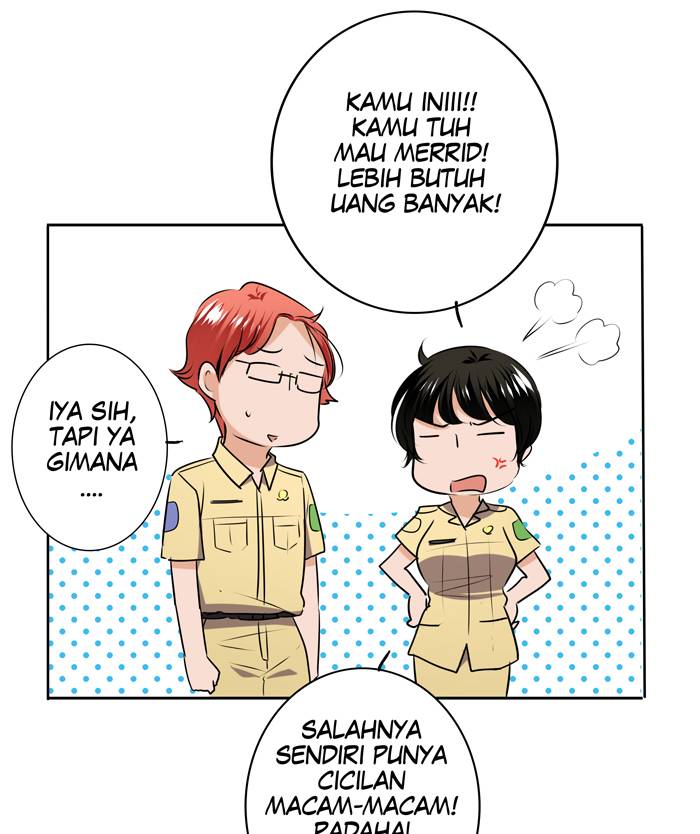 KAMU INIII!!
KAMU TUH
MAU MERRID!
LEBIH BUTUH
UANG BANYAK!
IYA SIH,
TAPI YA
GIMANA
....
SALAHNYA
SENDIRI PUNYA
CICILAN
MACAM-MACAM!
PADAHAL